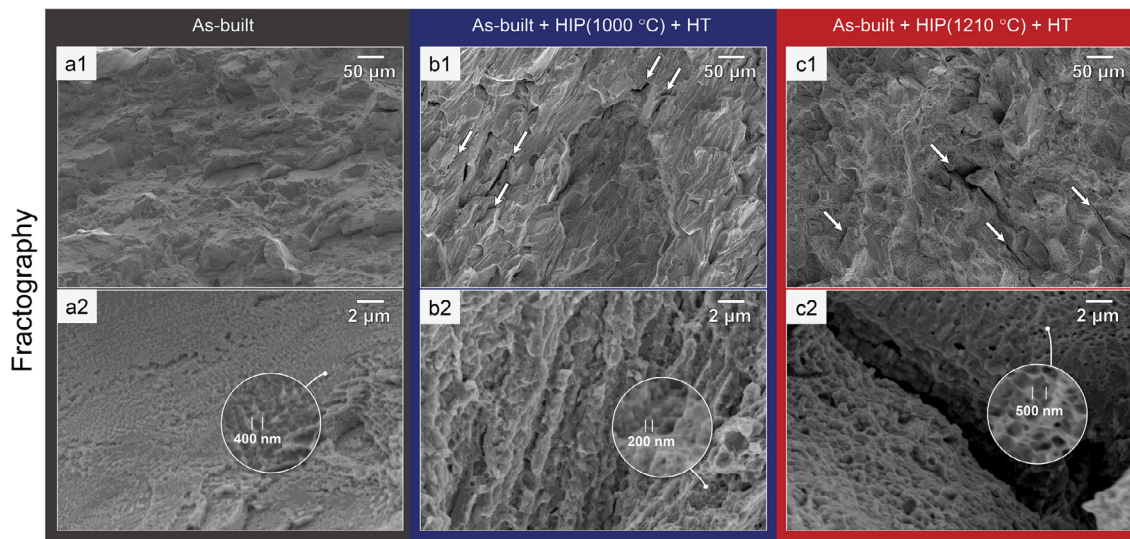 As-built
As-built + HIP(1000 °C) + HT
As-built + HIP(1210 °C) + HT
Fractography
a1
50 µm
b1
50 µm
c1
50 µm
a2
2 µm
400 nm
b2
2 µm
200 nm
c2
2 µm
500 nm